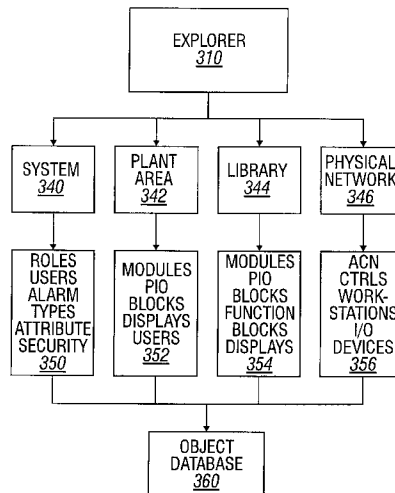 EXPLORER
310
SYSTEM
340
PLANT
AREA
342
LIBRARY
344
PHYSICAL
NETWORK
346
ROLES
USERS
ALARM
TYPES
ATTRIBUTE
SECURITY
350
MODULES
PIO
BLOCKS
DISPLAYS
USERS 352
MODULES
PIO
BLOCKS
FUNCTION
BLOCKS
DISPLAYS
354
ACN
CTRLS
WORK-
STATIONS
I/O
DEVICES
356
OBJECT
DATABASE
360